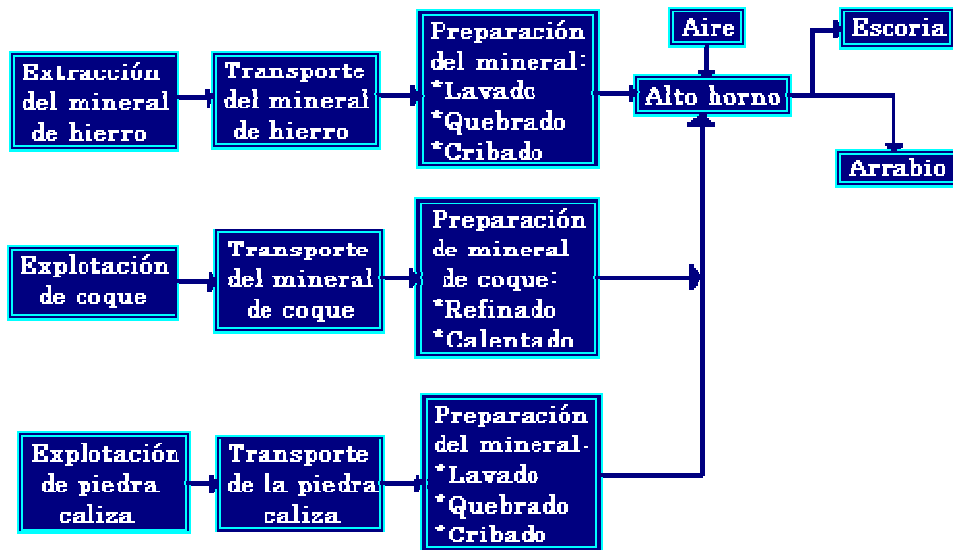 Extracción
del mineral
de hierro
Transporte
del mineral
de hierro
Preparación
del mineral:
*Lavado
*Quebrado
*Cribado
Aire
Alto horno
Escoria
Arrabio
Explotación
de coque
Transporte
del mineral
de coque
Preparación
de mineral
de coque:
*Refinado
*Calentado
Explotación
de piedra
caliza
Transporte
de la piedra
caliza
Preparación
del mineral.
*Lavado
*Quebrado
*Cribado